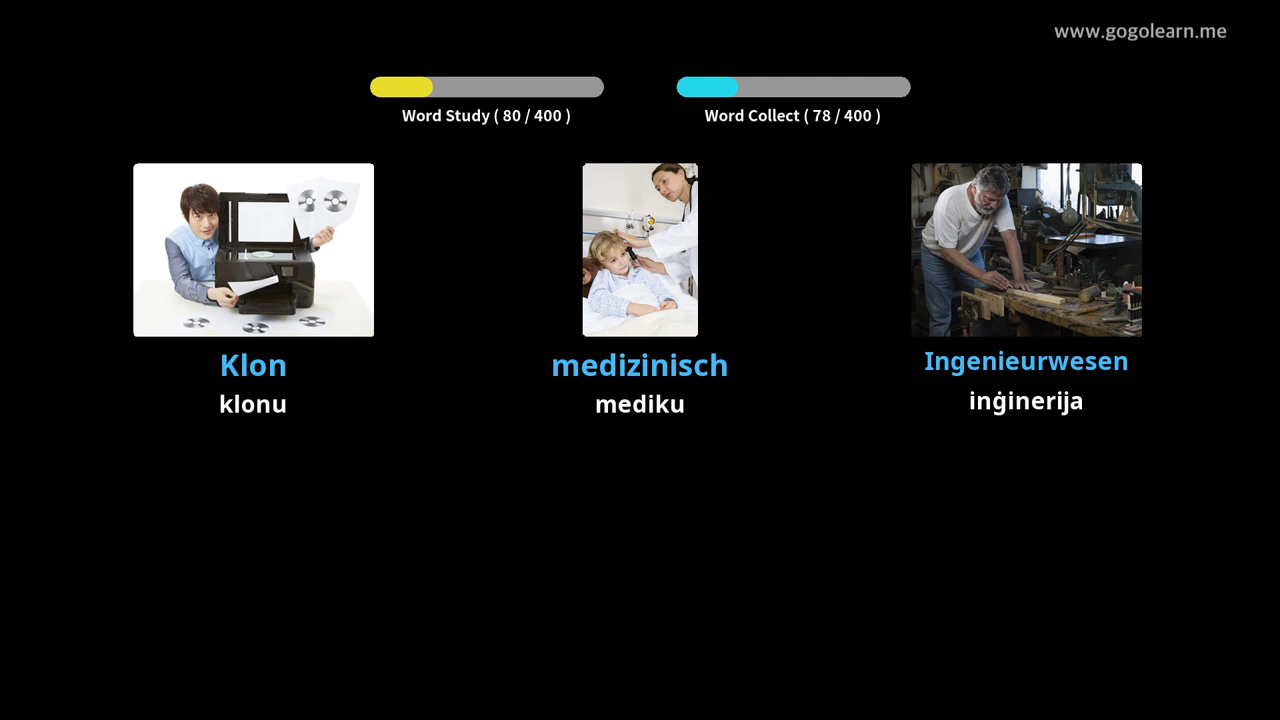 www.gogolearn.me
Word Study ( 80 / 400 )
Word Collect ( 78 / 400 )
Klon
medizinisch
Ingenieurwesen
klonu
mediku
inġinerija